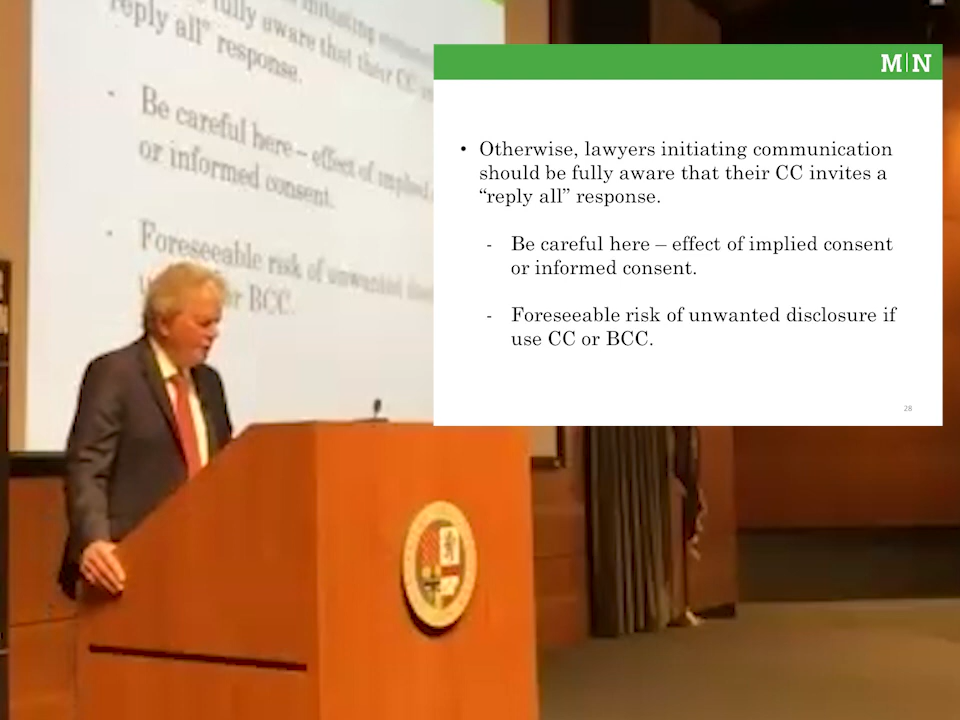 initiating
fully aware that their CC
reply all" response.
- Be careful here – effect of implied
or informed consent.
- Foreseeable risk of unwanted
or BCC.
M|N
• Otherwise, lawyers initiating communication
should be fully aware that their CC invites a
“reply all” response.
- Be careful here – effect of implied consent
or informed consent.
- Foreseeable risk of unwanted disclosure if
use CC or BCC.
28